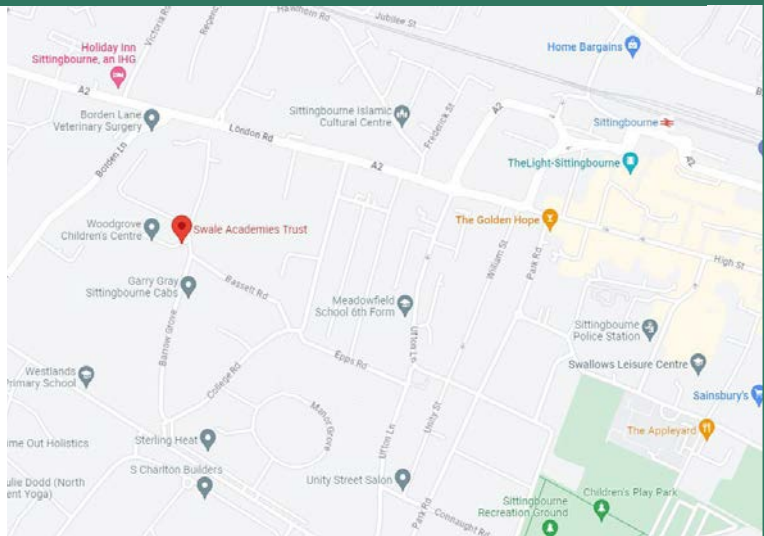 Hawthorn Rd
Jubilee St
Victoria Rd
Holiday Inn
Sittingbourne, an IHG
Home Bargains
A2
Borden Lane
Veterinary Surgery
Sittingbourne Islamic
Cultural Centre
Frederick St
A2
Sittingbourne
London Rd
A2
TheLight-Sittingbourne
A2
Borden Ln
Woodgrove
Children's Centre
Swale Academies Trust
The Golden Hope
William St
Park Rd
High St
Garry Gray
Sittingbourne Cabs
Bassett Rd
Meadowfield
School 6th Form
Ufton Ln
Sittingbourne
Police Station
Barrow Grove
Epps Rd
Swallows Leisure Centre
Westlands
Primary School
College Rd
Sainsbury's
Manor Grove
Unity St
The Appleyard
Sterling Heat
Ufton Ln
S Charlton Builders
Unity Street Salon
Children's Play Park
Sittingbourne
Recreation Ground
Park Rd
Connaught Rd